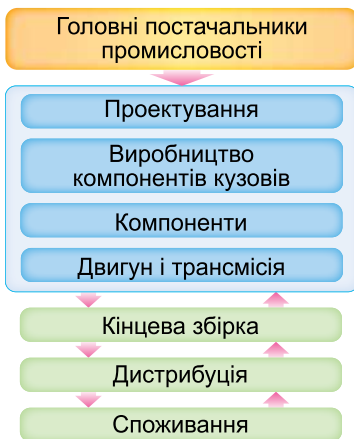 Головні постачальники
промисловості
Проектування
Виробництво
компонентів кузовів
Компоненти
Двигун і трансмісія
Кінцева збірка
Дистрибуція
Споживання